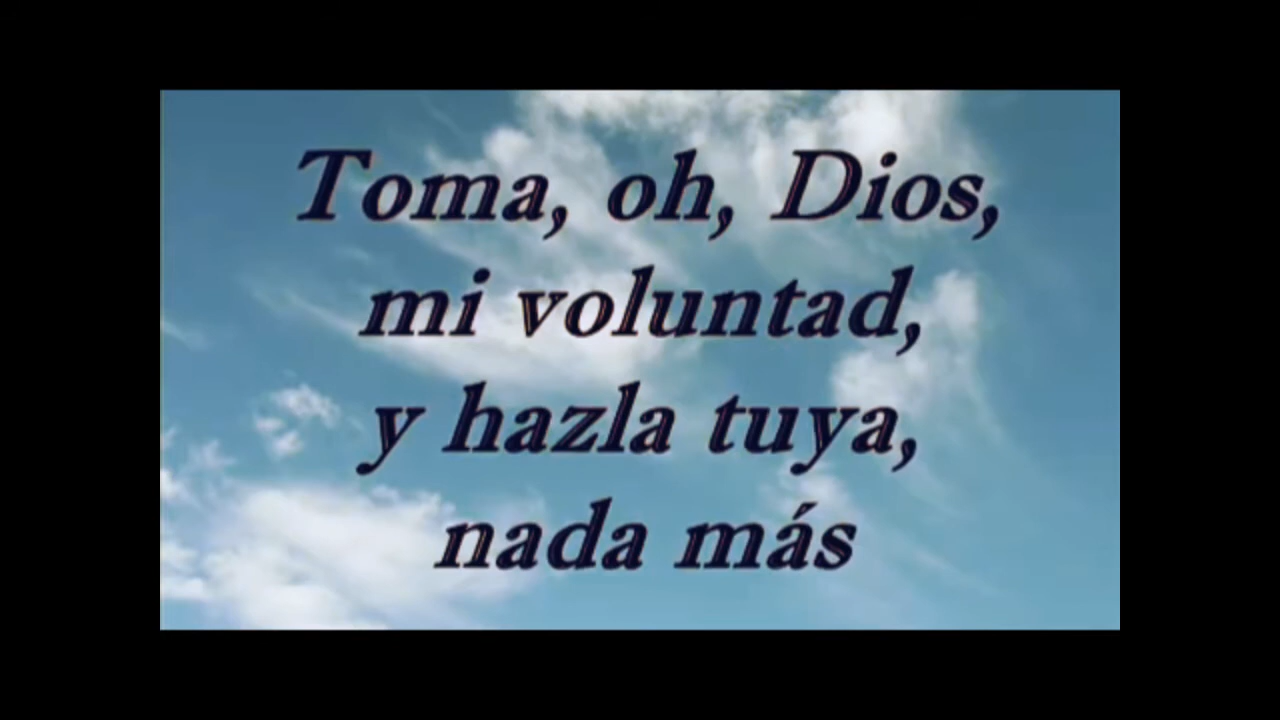 Toma, oh, Dios,
mi voluntad,
y hazla tuya,
nada más